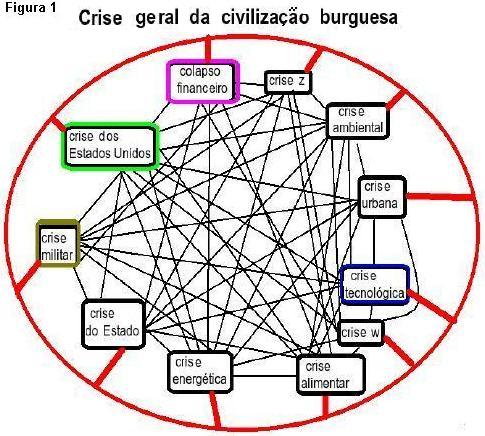 Figura 1
Crise geral da civilização burguesa
colapso
financeiro
crise z
crise
ambiental
crise dos
Estados Unidos
crise
urbana
crise
militar
crise
tecnológica
crise
do Estado
crise w
crise
energética
crise
alimentar